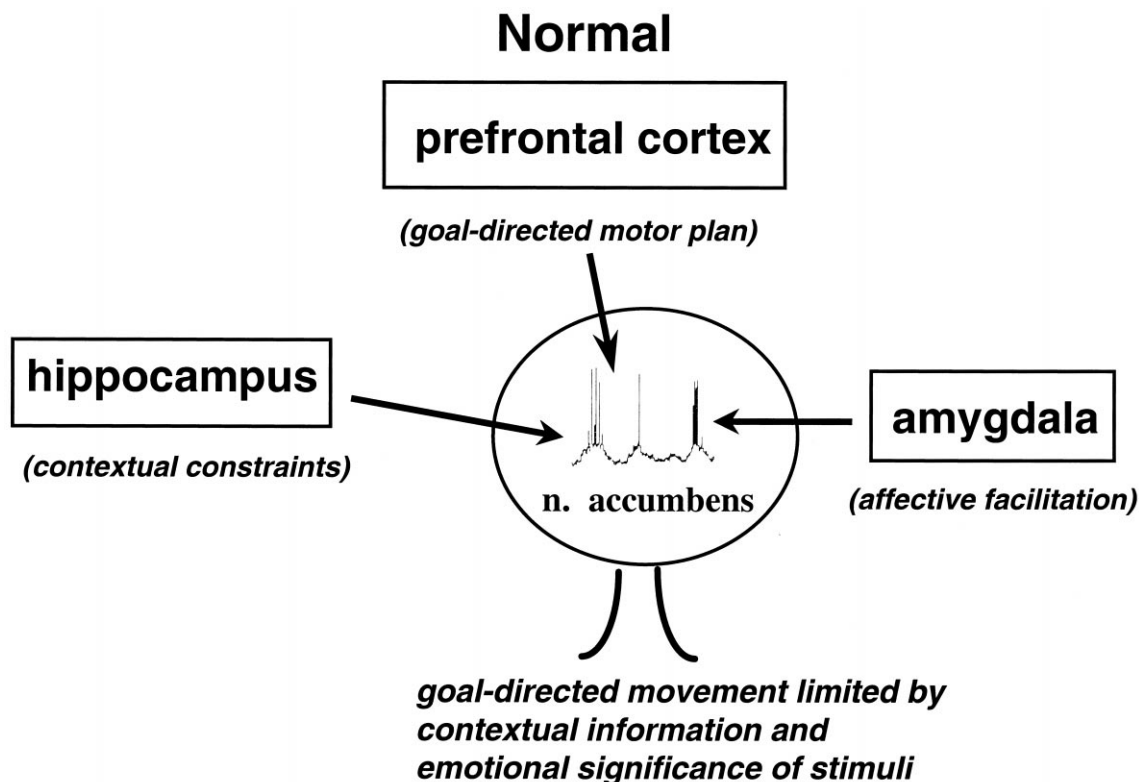 Normal
prefrontal cortex
(goal-directed motor plan)
hippocampus
(contextual constraints)
amygdala
(affective facilitation)
n. accumbens
goal-directed movement limited by
contextual information and
emotional significance of stimuli